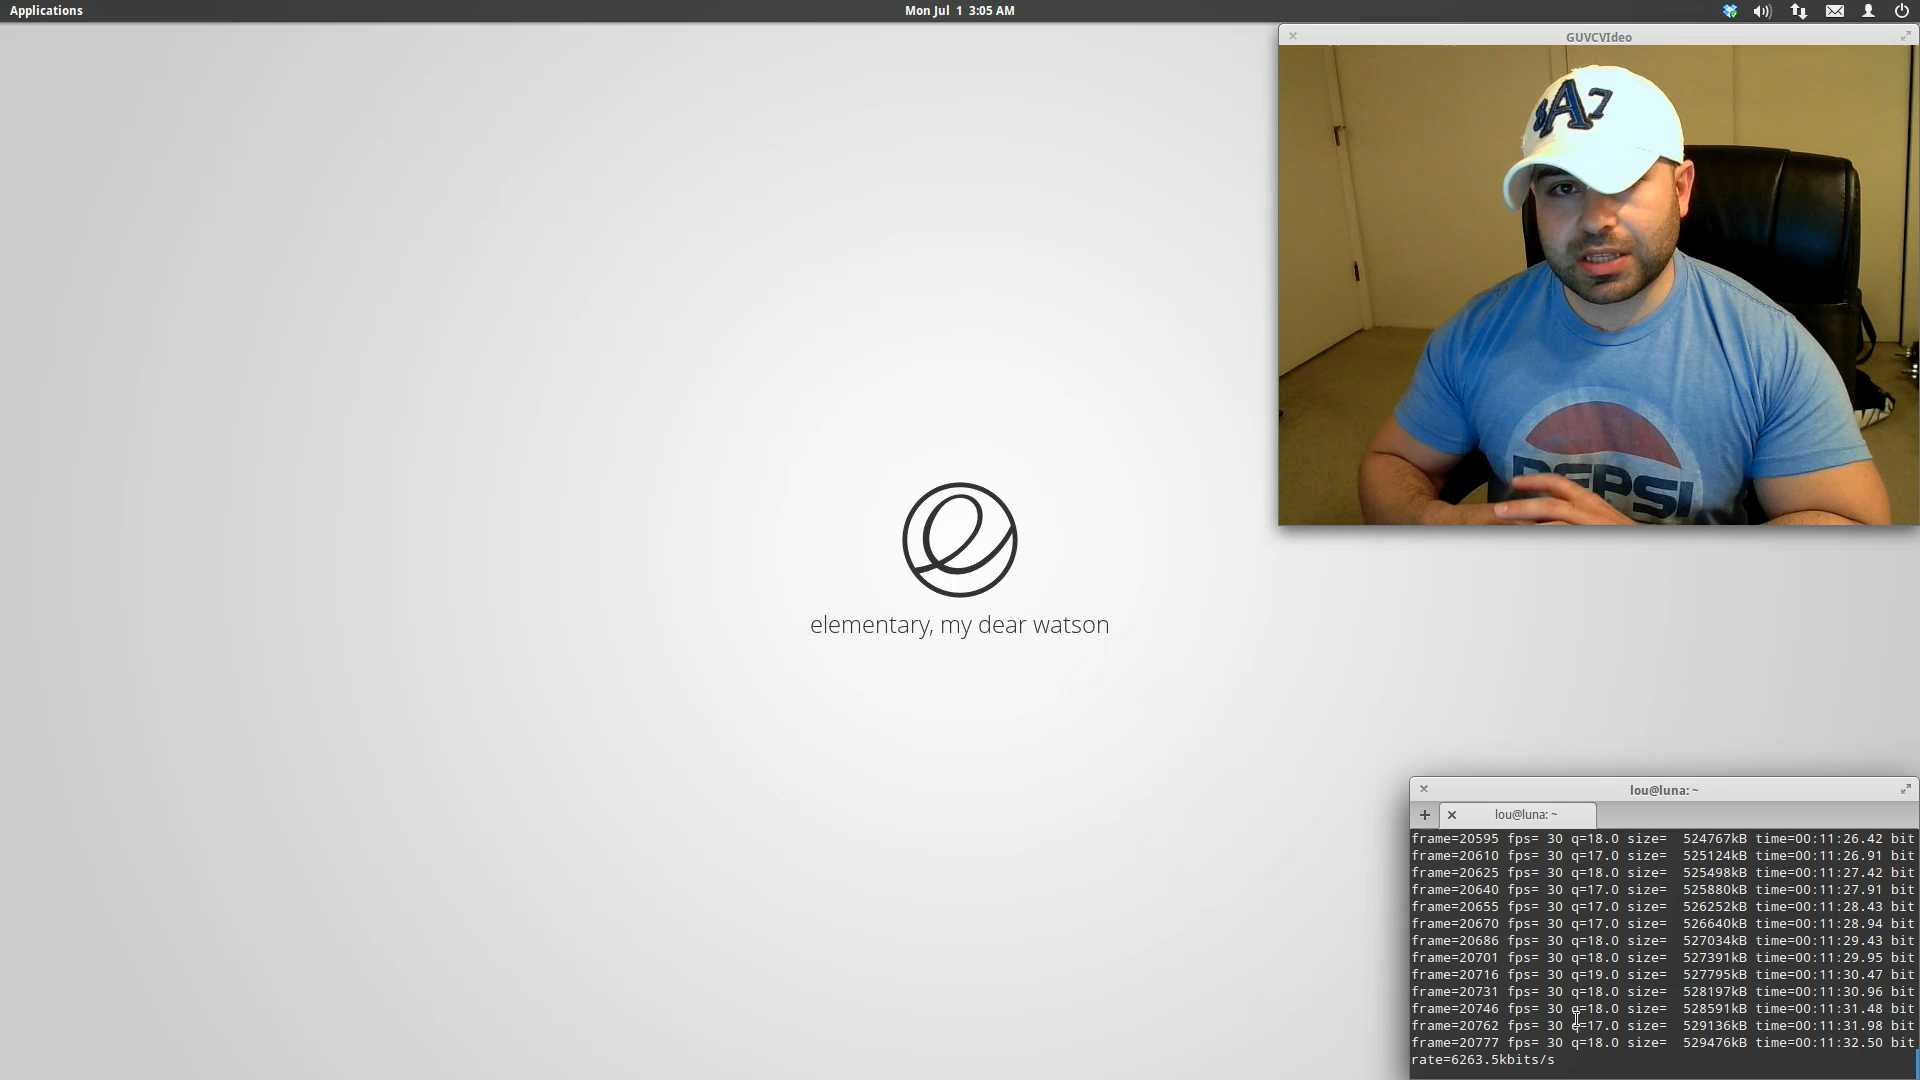 Applications
Mon Jul 1 3:05 AM
GUVCVIdeo
8A7
PEPSI
elementary, my dear watson
lou@luna: ~
lou@luna: ~
frame=20595 fps= 30 q=18.0 size=  524767kB time=00:11:26.42 bit
frame=20610 fps= 30 q=17.0 size=  525124kB time=00:11:26.91 bit
frame=20625 fps= 30 q=18.0 size=  525498kB time=00:11:27.42 bit
frame=20640 fps= 30 q=17.0 size=  525880kB time=00:11:27.91 bit
frame=20655 fps= 30 q=17.0 size=  526252kB time=00:11:28.43 bit
frame=20670 fps= 30 q=17.0 size=  526640kB time=00:11:28.94 bit
frame=20686 fps= 30 q=18.0 size=  527034kB time=00:11:29.43 bit
frame=20701 fps= 30 q=18.0 size=  527391kB time=00:11:29.95 bit
frame=20716 fps= 30 q=19.0 size=  527795kB time=00:11:30.47 bit
frame=20731 fps= 30 q=18.0 size=  528197kB time=00:11:30.96 bit
frame=20746 fps= 30 q=18.0 size=  528591kB time=00:11:31.48 bit
frame=20762 fps= 30 q=17.0 size=  529136kB time=00:11:31.98 bit
frame=20777 fps= 30 q=18.0 size=  529476kB time=00:11:32.50 bit
rate=6263.5kbits/s